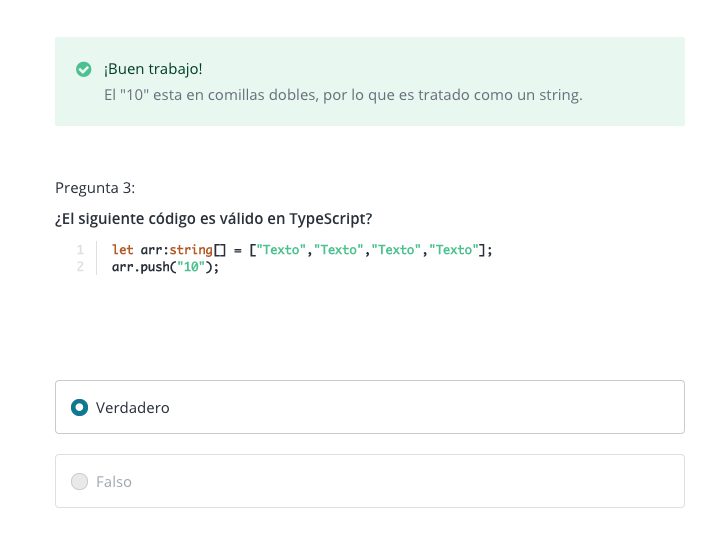 ¡Buen trabajo!
El "10" esta en comillas dobles, por lo que es tratado como un string.
Pregunta 3:
¿El siguiente código es válido en TypeScript?
1 let arr:string[] = ["Texto","Texto","Texto","Texto"];
2 arr.push("10");
Verdadero
Falso